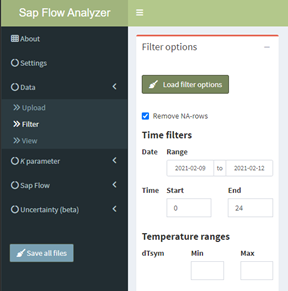 Sap Flow Analyzer
About
Settings
Data
Upload
Filter
View
K parameter
Sap Flow
Uncertainty (beta)
Save all files
Filter options
Load filter options
Remove NA-rows
Time filters
Date Range
2021-02-09 to 2021-02-12
Time Start End
0 24
Temperature ranges
dTsym Min Max